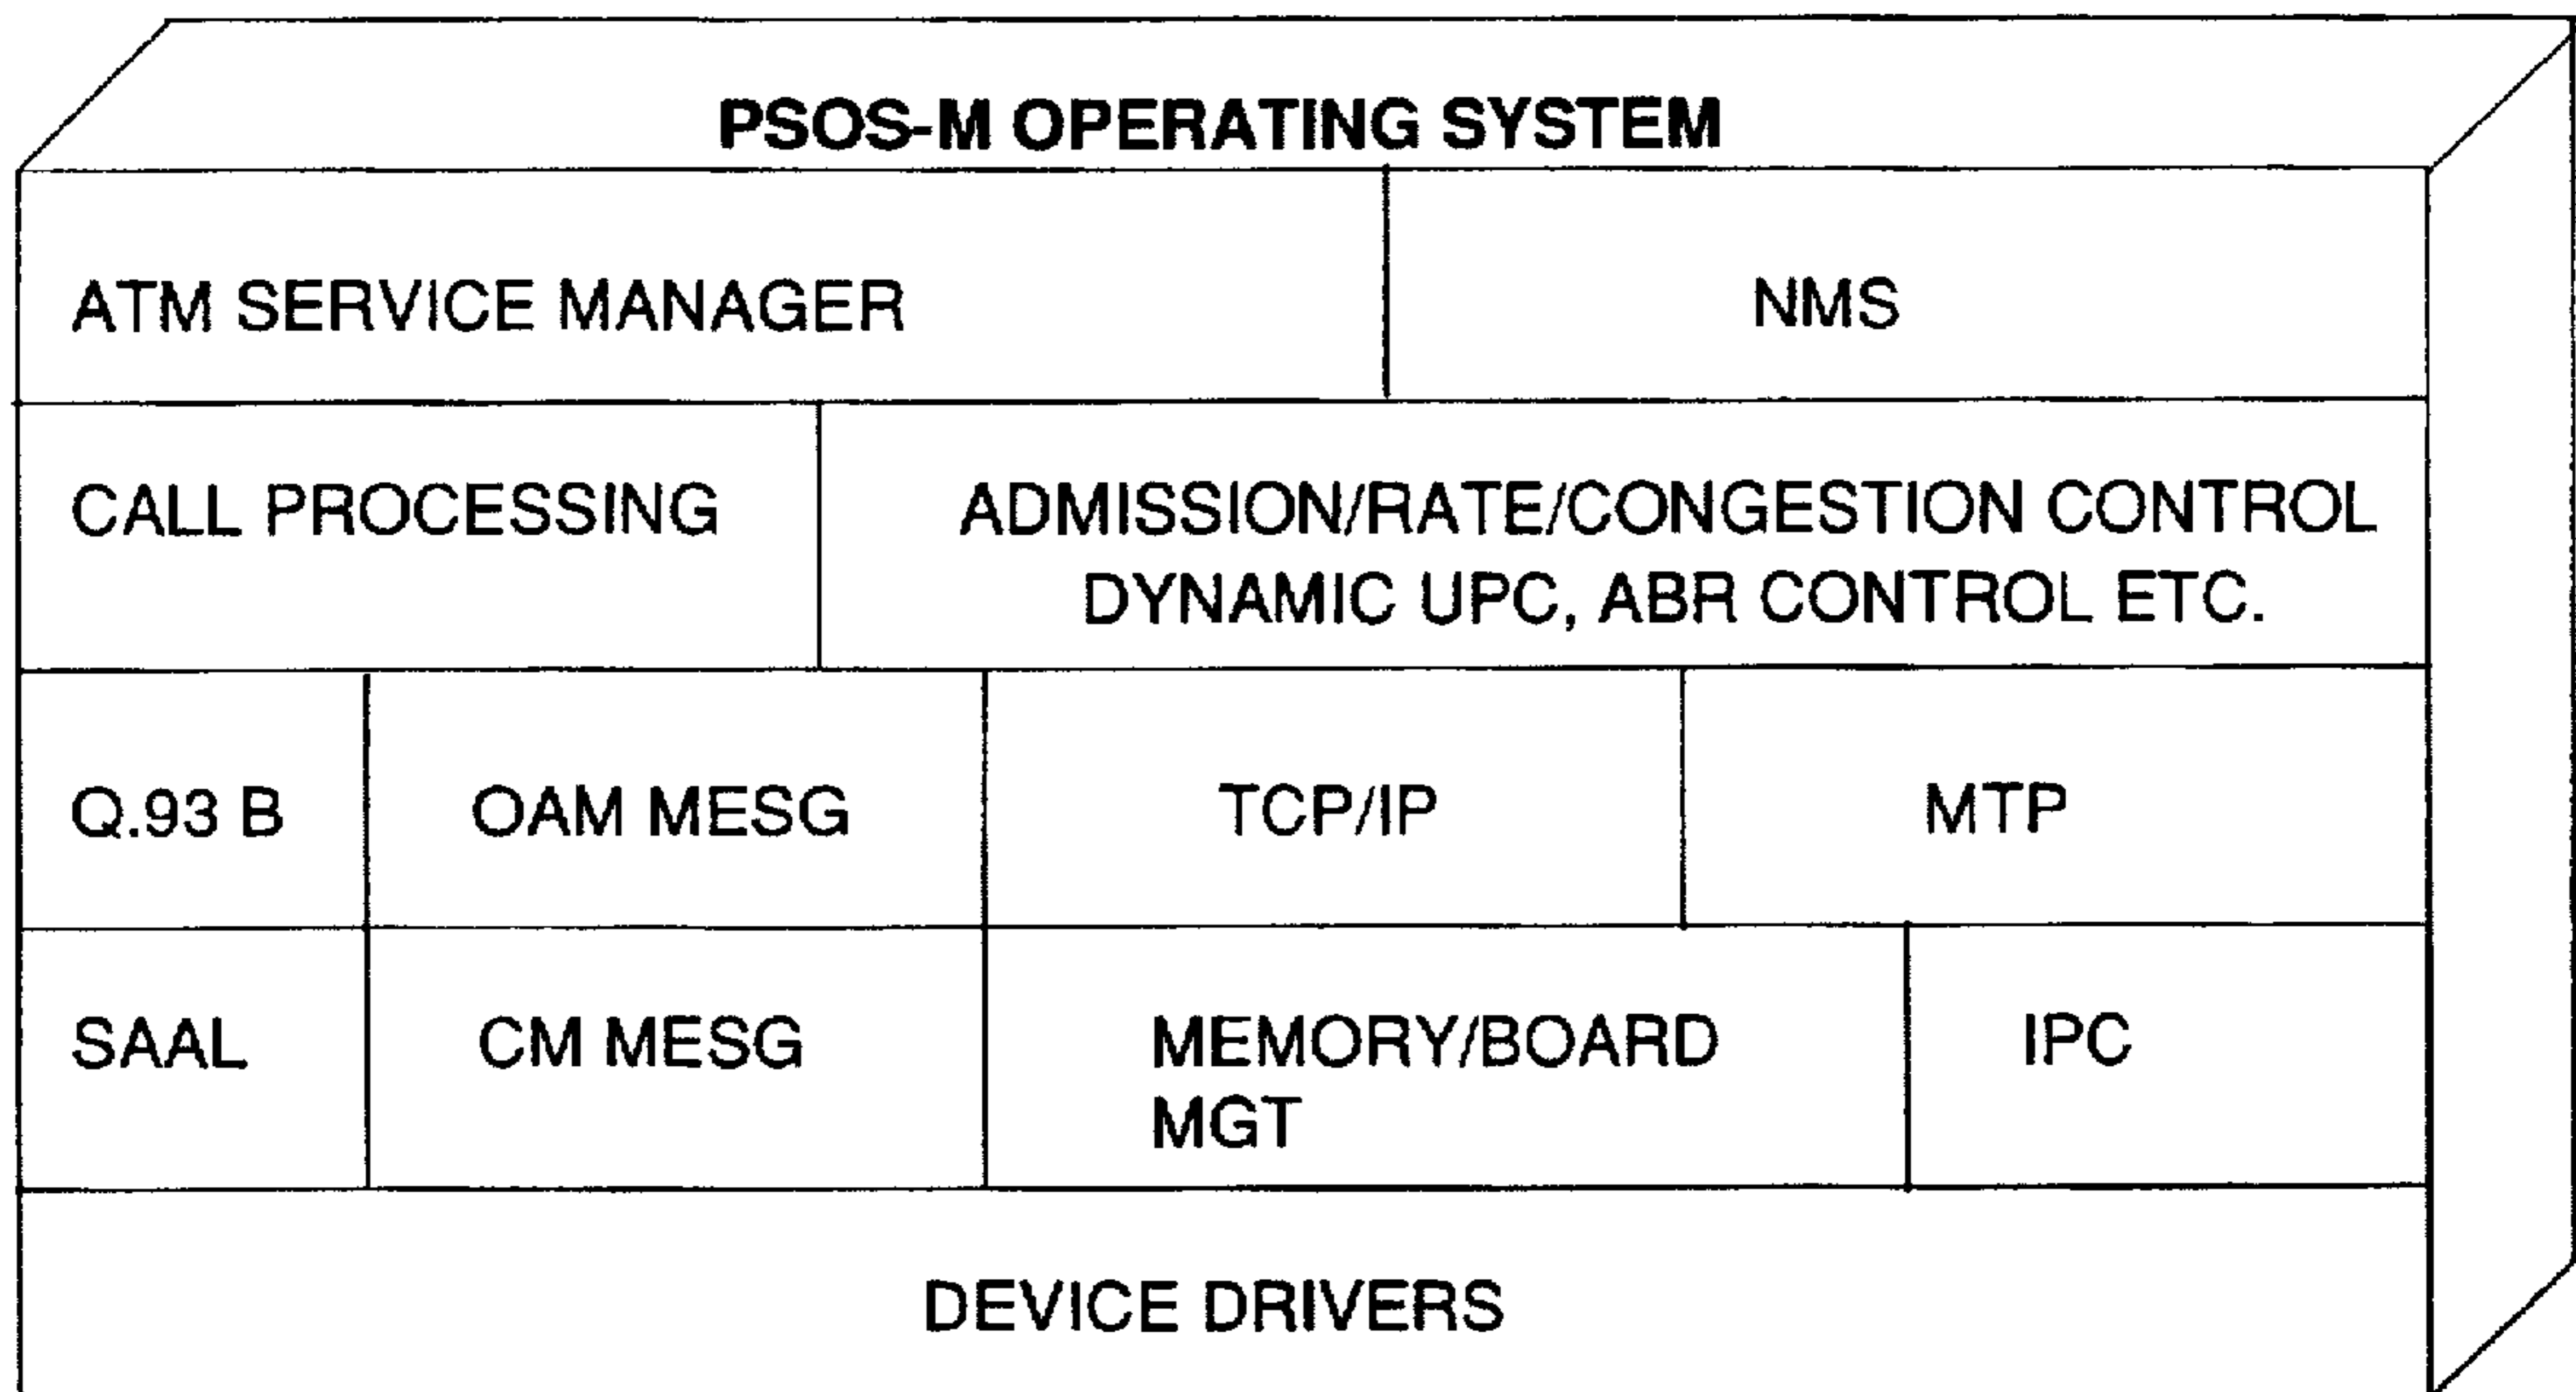 PSOS-M OPERATING SYSTEM
ATM SERVICE MANAGER
NMS
CALL PROCESSING
ADMISSION/RATE/CONGESTION CONTROL
DYNAMIC UPC, ABR CONTROL ETC.
Q.93 B
OAM MESG
TCP/IP
MTP
SAAL
CM MESG
MEMORY/BOARD
MGT
IPC
DEVICE DRIVERS